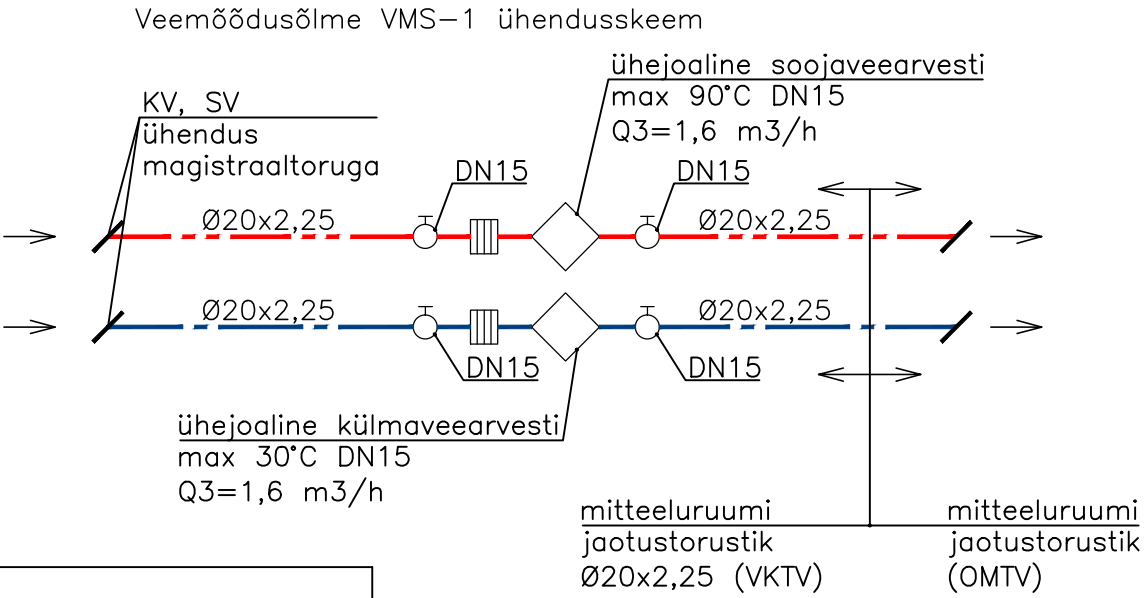 Veemõõdusõlme VMS-1 ühendusskeem
ühejoaline soojaveearvesti
max 90°C DN15
Q3=1,6 m3/h
KV, SV
ühendus
magistraaltoruga
DN15
DN15
Ø20x2,25
Ø20x2,25
Ø20x2,25
Ø20x2,25
DN15
DN15
ühejoaline külmaveearvesti
max 30°C DN15
Q3=1,6 m3/h
mitteeluruumi
jaotustorustik
Ø20x2,25 (VKTV)
mitteeluruumi
jaotustorustik
(OMTV)